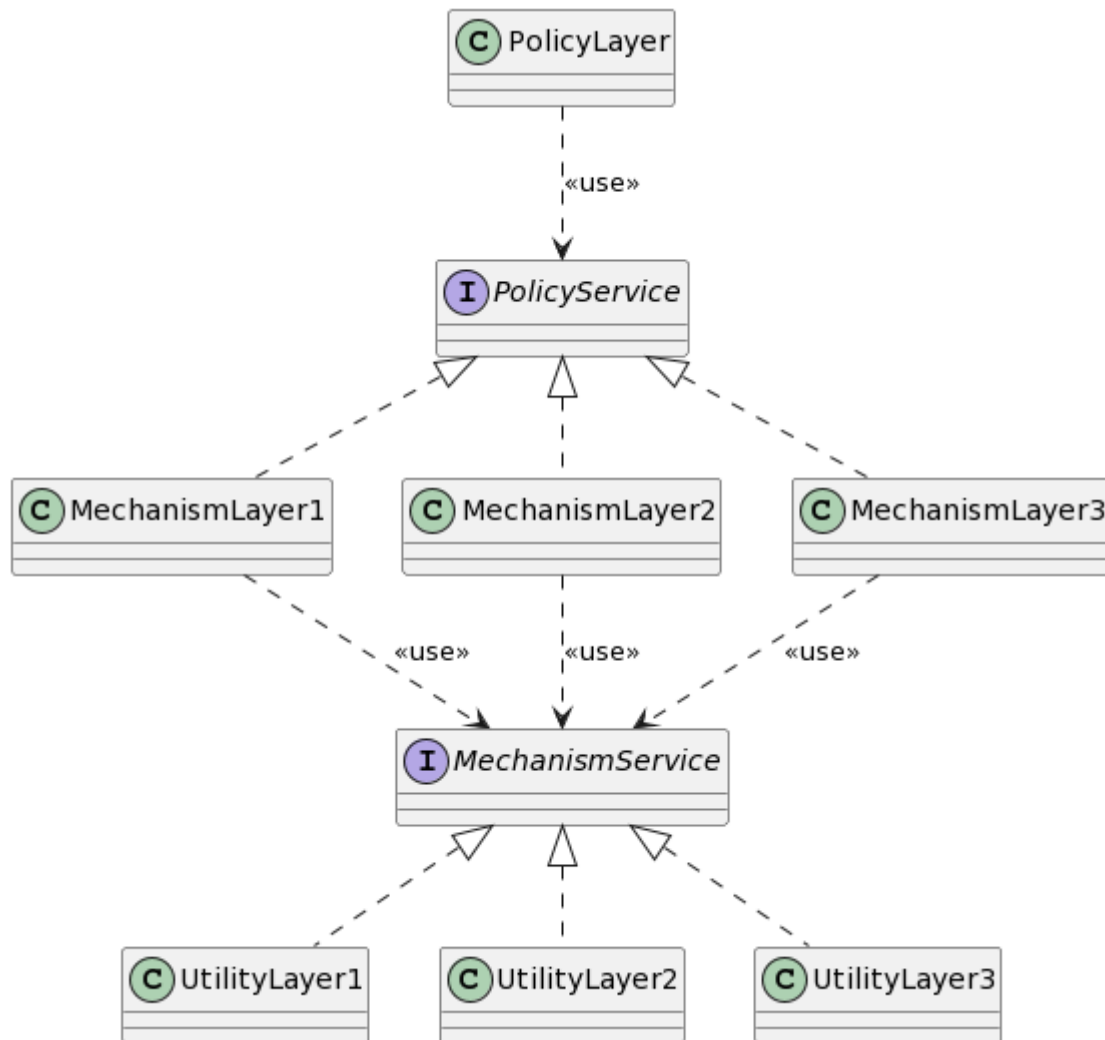 C PolicyLayer
«use»
I PolicyService
C MechanismLayer1
C MechanismLayer2
C MechanismLayer3
«use»
«use»
«use»
I MechanismService
C UtilityLayer1
C UtilityLayer2
C UtilityLayer3